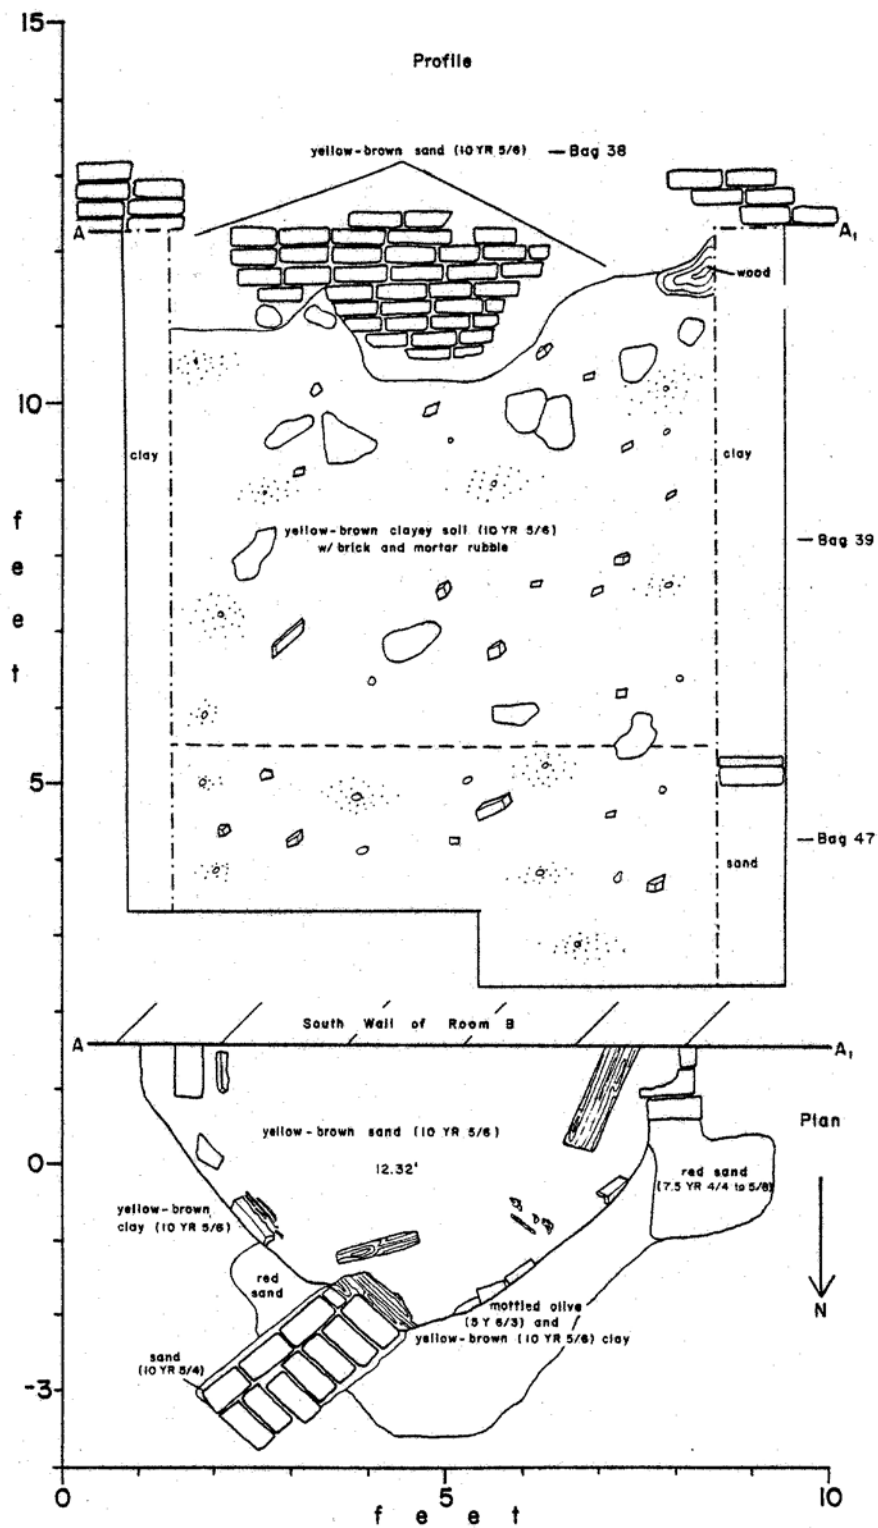 15
Profile
yellow-brown sand (10 YR 5/6) — Bag 38
A
A₁
wood
10
clay
clay
feet
yellow-brown clayey soil (10 YR 5/6)
w/ brick and mortar rubble
Bag 39
5
Bag 47
sand
South Wall of Room B
A
A₁
Plan
yellow-brown sand (10 YR 5/6)
12.32'
0
red sand
(7.5 YR 4/4 to 5/8)
yellow-brown
clay (10 YR 5/6)
red
sand
N
mottled olive
(5 Y 6/3) and
yellow-brown (10 YR 5/6) clay
sand
(10 YR 5/4)
-3
0
5
10
feet